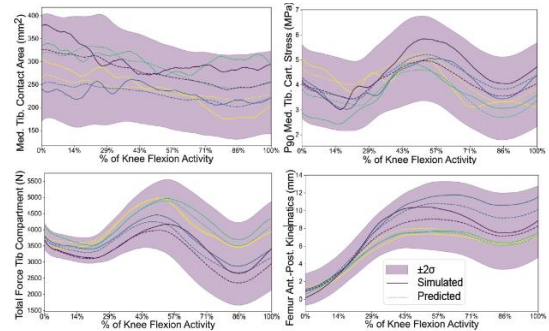 Med. Tib. Contact Area (mm²)
400
350
300
250
200
150
0% 14% 29% 43% 57% 71% 86% 100%
% of Knee Flexion Activity
P99 Med. Tib. Cart. Stress (MPa)
7
6
5
4
3
2
0% 14% 29% 43% 57% 71% 86% 100%
% of Knee Flexion Activity
Total Force Tib Compartment (N)
5500
5000
4500
4000
3500
3000
2500
2000
1500
0% 14% 29% 43% 57% 71% 86% 100%
% of Knee Flexion Activity
Femur Ant.-Post. Kinematics (mm)
14
12
10
8
6
4
2
0
0% 14% 29% 43% 57% 71% 86% 100%
% of Knee Flexion Activity
±2σ
Simulated
Predicted